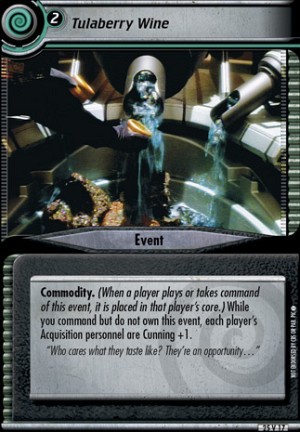 2
Tulaberry Wine
Event
Commodity. (When a player plays or takes command
of this event, it is placed in that player's core.) While
you command but do not own this event, each player's
Acquisition personnel are Cunning +1.
"Who cares what they taste like? They're an opportunity…"